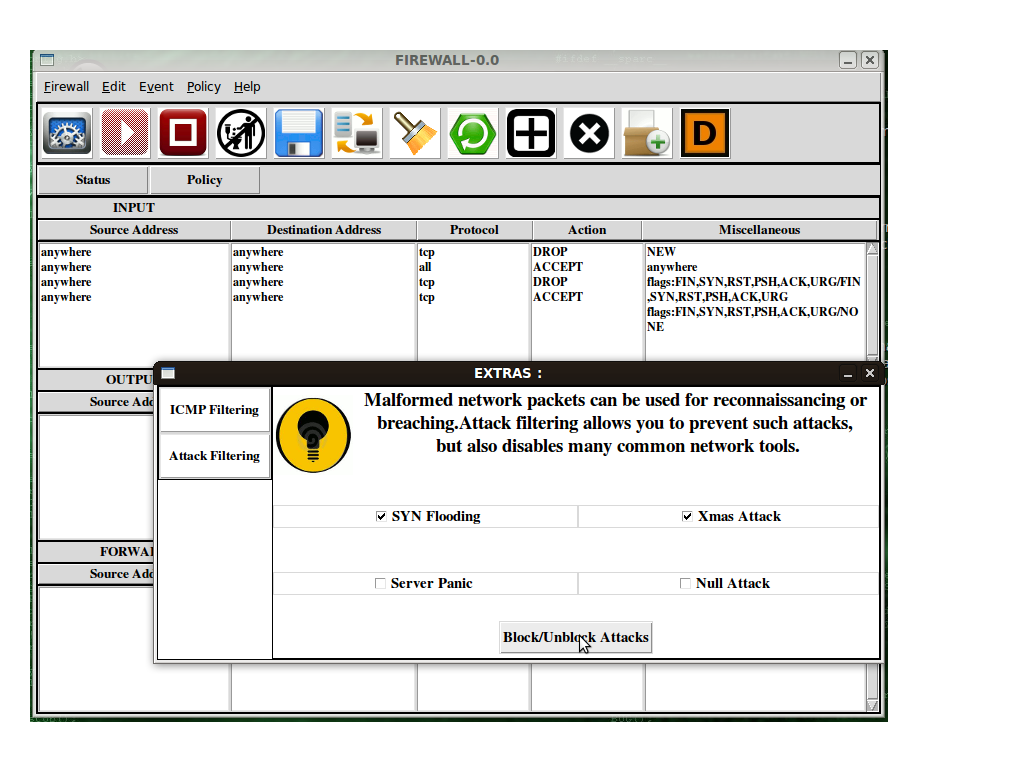 FIREWALL-0.0
Firewall Edit Event Policy Help
D
Status Policy
INPUT
Source Address Destination Address Protocol Action Miscellaneous
anywhere anywhere tcp DROP NEW
anywhere anywhere all ACCEPT anywhere
anywhere anywhere tcp DROP flags:FIN,SYN,RST,PSH,ACK,URG/FIN
anywhere anywhere tcp ACCEPT ,SYN,RST,PSH,ACK,URG
flags:FIN,SYN,RST,PSH,ACK,URG/NO
NE
EXTRAS :
OUTPU
Source Add
FORWA
Source Add
ICMP Filtering
Attack Filtering
Malformed network packets can be used for reconnaissancing or
breaching.Attack filtering allows you to prevent such attacks,
but also disables many common network tools.
SYN Flooding Xmas Attack
Server Panic Null Attack
Block/Unblock Attacks